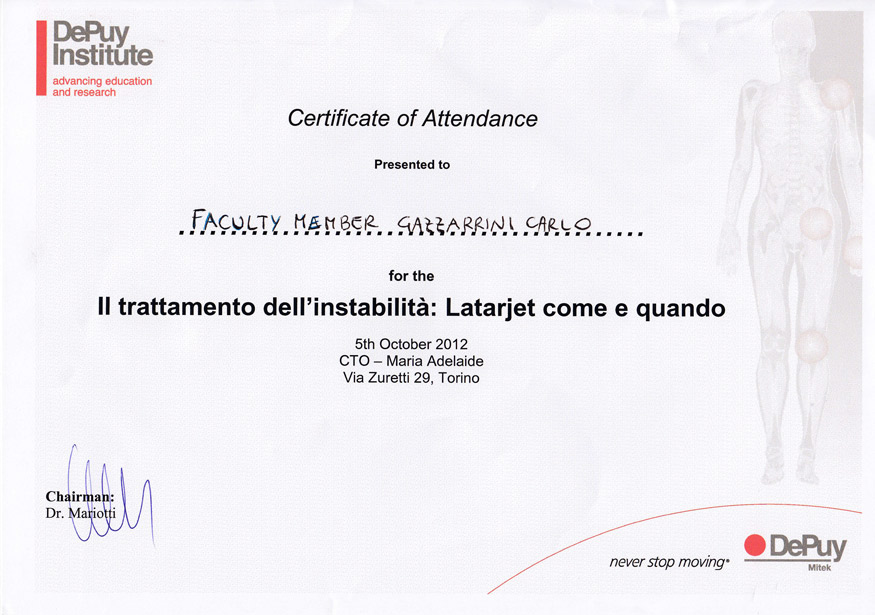 DePuy
Institute
advancing education
and research
Certificate of Attendance
Presented to
FACULTY MEMBER GAZZARRINI CARLO
for the
Il trattamento dell'instabilità: Latarjet come e quando
5th October 2012
CTO – Maria Adelaide
Via Zuretti 29, Torino
Chairman:
Dr. Mariotti
never stop moving®
DePuy
Mitek